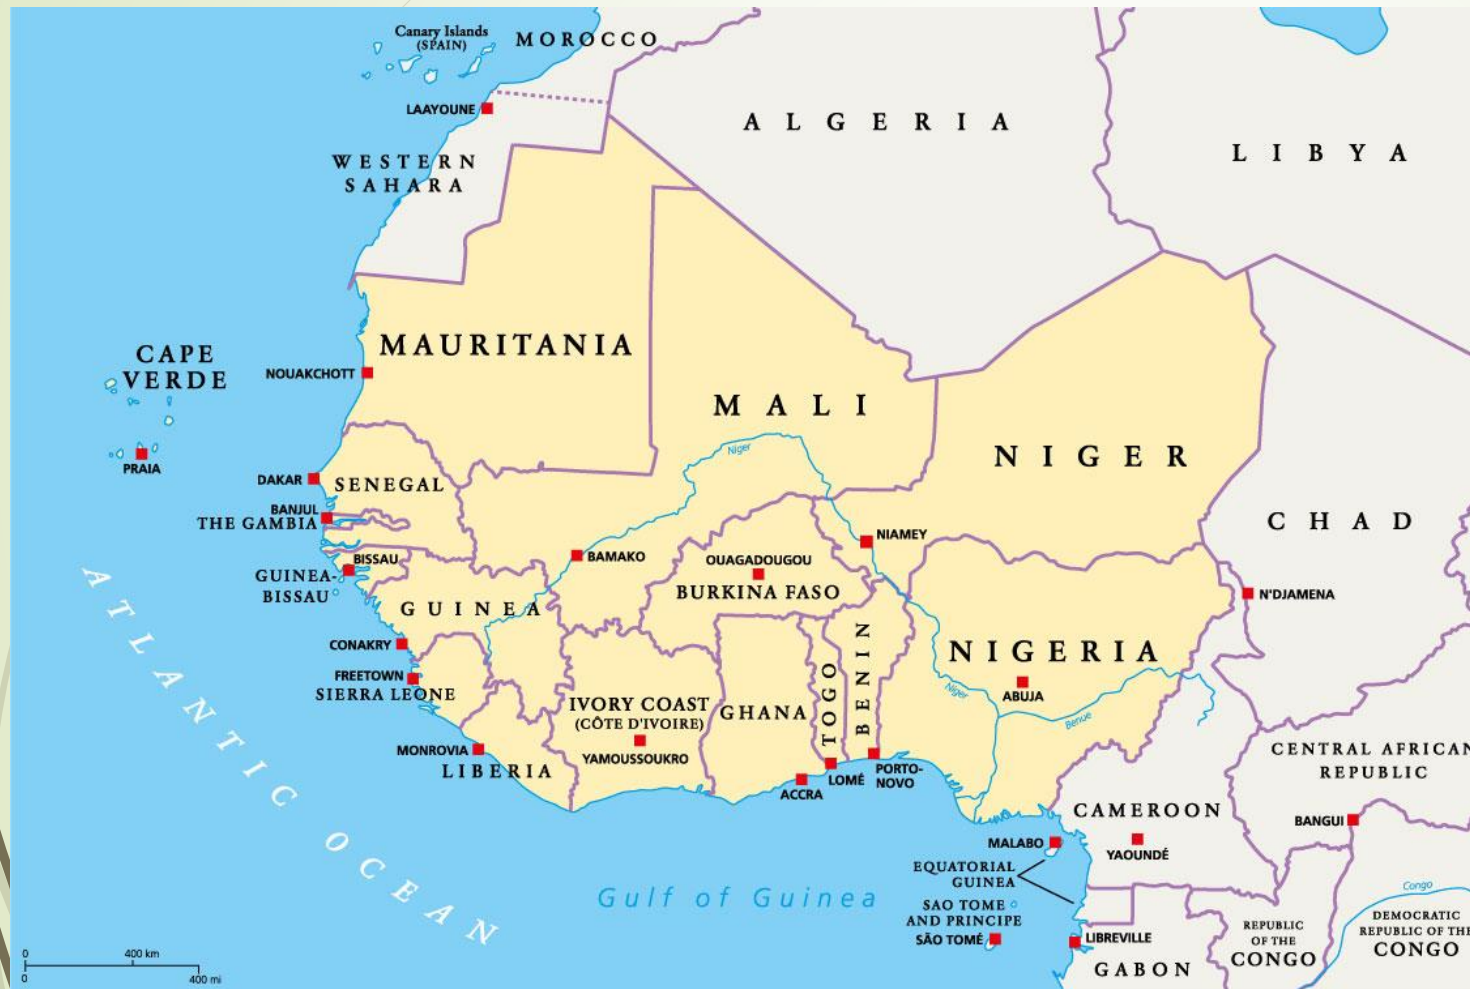 Canary Islands
(SPAIN)
MOROCCO
LAAYOUNE
ALGERIA
LIBYA
WESTERN
SAHARA
CAPE
VERDE
MAURITANIA
NOUAKCHOTT
MALI
NIGER
PRAIA
DAKAR
SENEGAL
Niger
BANJUL
THE GAMBIA
CHAD
NIAMEY
BISSAU
BAMAKO
OUAGADOUGOU
GUINEA-
BISSAU
BURKINA FASO
N'DJAMENA
GUINEA
CONAKRY
BENIN
NIGERIA
FREETOWN
SIERRA LEONE
ABUJA
IVORY COAST
(CÔTE D'IVOIRE)
GHANA
TOGO
Niger
Benue
YAMOUSSOUKRO
MONROVIA
LIBERIA
ACCRA
LOMÉ
PORTO-
NOVO
CENTRAL AFRICAN
REPUBLIC
ATLANTIC OCEAN
CAMEROON
BANGUI
MALABO
YAOUNDÉ
EQUATORIAL
GUINEA
Gulf of Guinea
SAO TOME
AND PRINCIPE
SÃO TOMÉ
LIBREVILLE
GABON
REPUBLIC
OF THE
CONGO
Congo
DEMOCRATIC
REPUBLIC OF THE
CONGO
0 400 km
0 400 mi